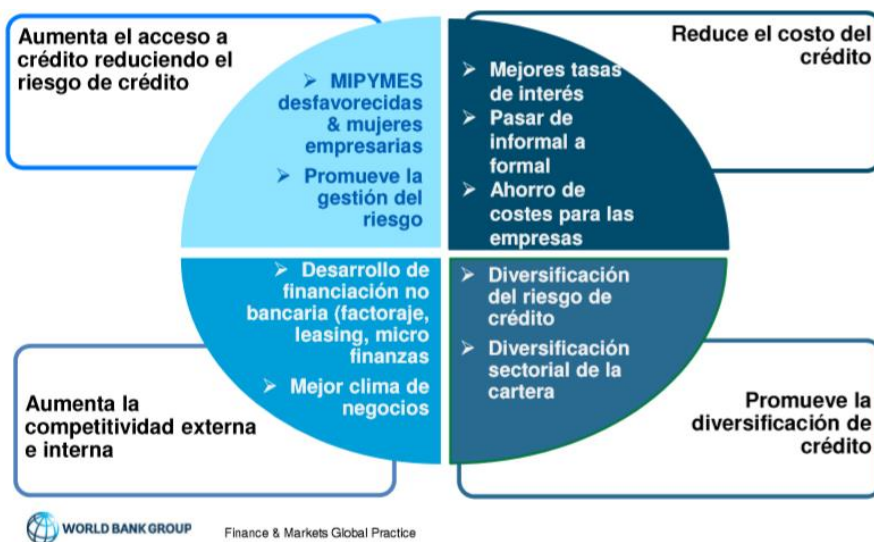 Aumenta el acceso a
crédito reduciendo el
riesgo de crédito
➢ MIPYMES
desfavorecidas
& mujeres
empresarias
➢ Promueve la
gestión del
riesgo
Reduce el costo del
crédito
➢ Mejores tasas
de interés
➢ Pasar de
informal a
formal
➢ Ahorro de
costes para las
empresas
Aumenta la
competitividad externa
e interna
➢ Desarrollo de
financiación no
bancaria (factoraje,
leasing, micro
finanzas
➢ Mejor clima de
negocios
➢ Diversificación
del riesgo de
crédito
➢ Diversificación
sectorial de la
cartera
Promueve la
diversificación de
crédito
WORLD BANK GROUP
Finance & Markets Global Practice